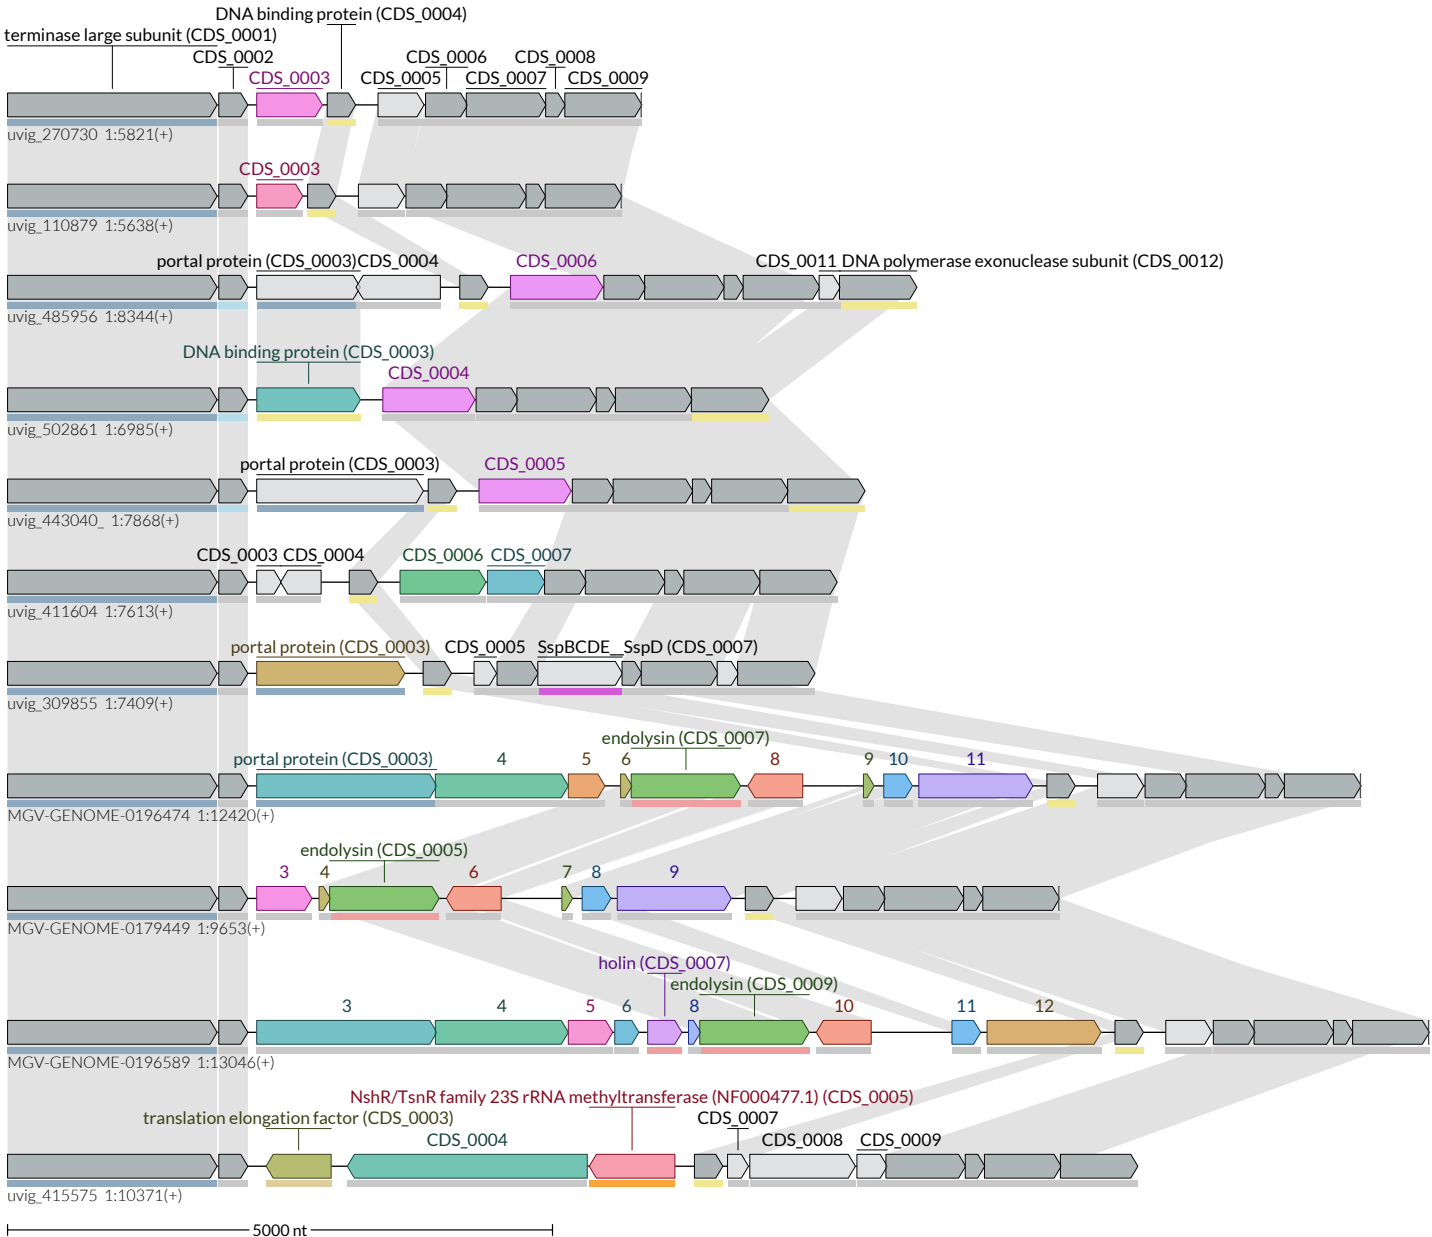 DNA binding protein (CDS_0004)
terminase large subunit (CDS_0001)
CDS_0002 CDS_0006 CDS_0008
CDS_0003 CDS_0005 CDS_0007 CDS_0009
uvig_270730 1:5821(+)
CDS_0003
uvig_110879 1:5638(+)
portal protein (CDS_0003) CDS_0004 CDS_0006 CDS_0011 DNA polymerase exonuclease subunit (CDS_0012)
uvig_485956 1:8344(+)
DNA binding protein (CDS_0003)
CDS_0004
uvig_502861 1:6985(+)
portal protein (CDS_0003) CDS_0005
uvig_443040_ 1:7868(+)
CDS_0003 CDS_0004 CDS_0006 CDS_0007
uvig_411604 1:7613(+)
portal protein (CDS_0003) CDS_0005 SspBCDE__SspD (CDS_0007)
uvig_309855 1:7409(+)
endolysin (CDS_0007)
portal protein (CDS_0003) 4 5 6 8 9 10 11
MGV-GENOME-0196474 1:12420(+)
endolysin (CDS_0005)
3 4 6 7 8 9
MGV-GENOME-0179449 1:9653(+)
holin (CDS_0007)
endolysin (CDS_0009)
3 4 5 6 8 10 11 12
MGV-GENOME-0196589 1:13046(+)
NshR/TsnR family 23S rRNA methyltransferase (NF000477.1) (CDS_0005)
translation elongation factor (CDS_0003) CDS_0007
CDS_0004 CDS_0008 CDS_0009
uvig_415575 1:10371(+)
5000 nt